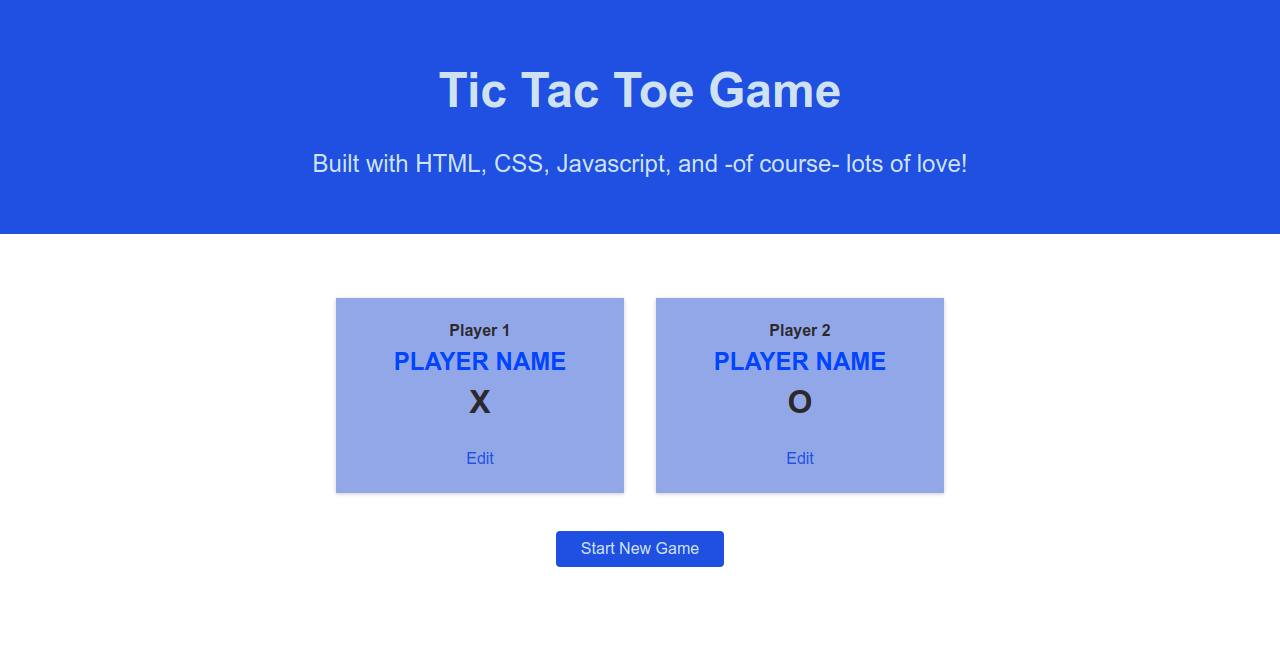 Tic Tac Toe Game
Built with HTML, CSS, Javascript, and -of course- lots of love!
Player 1
PLAYER NAME
X
Edit
Player 2
PLAYER NAME
O
Edit
Start New Game